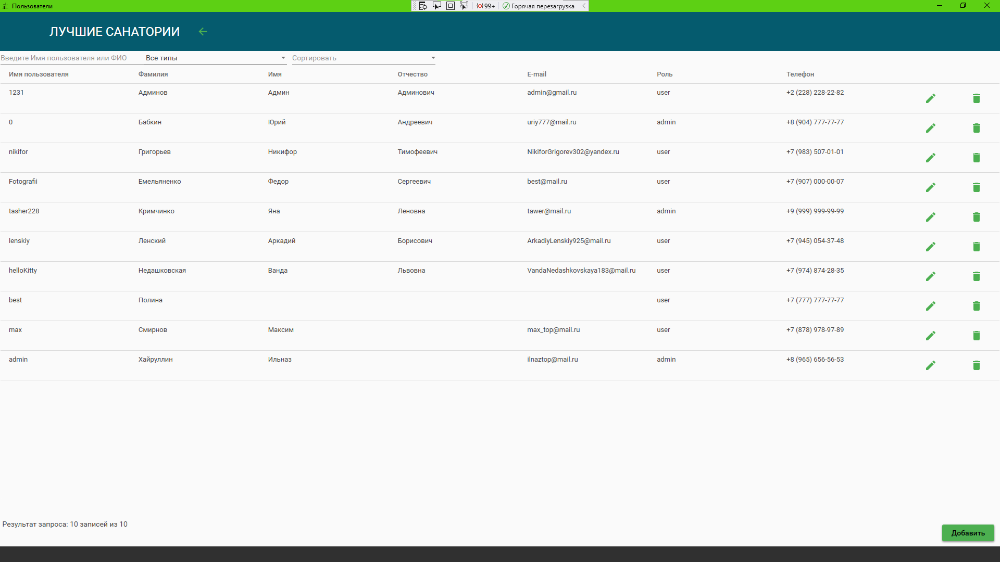 Пользователи 99+ Горячая перезагрузка
ЛУЧШИЕ САНАТОРИИ
Введите Имя пользователя или ФИО Все типы Сортировать
Имя пользователя Фамилия Имя Отчество E-mail Роль Телефон
1231 Админов Админ Админович admin@gmail.ru user +2 (228) 228-22-82
0 Бабкин Юрий Андреевич uriy777@mail.ru admin +8 (904) 777-77-77
nikifor Григорьев Никифор Тимофеевич NikiforGrigorev302@yandex.ru user +7 (983) 507-01-01
Fotografii Емельяненко Федор Сергеевич best@mail.ru user +7 (907) 000-00-07
tasher228 Кримчинко Яна Леновна tawer@mail.ru admin +9 (999) 999-99-99
lenskiy Ленский Аркадий Борисович ArkadiyLenskiy925@mail.ru user +7 (945) 054-37-48
helloKitty Недашковская Ванда Львовна VandaNedashkovskaya183@mail.ru user +7 (974) 874-28-35
best Полина user +7 (777) 777-77-77
max Смирнов Максим max_top@mail.ru user +7 (878) 978-97-89
admin Хайруллин Ильназ ilnaztop@mail.ru admin +8 (965) 656-56-53
Результат запроса: 10 записей из 10
Добавить